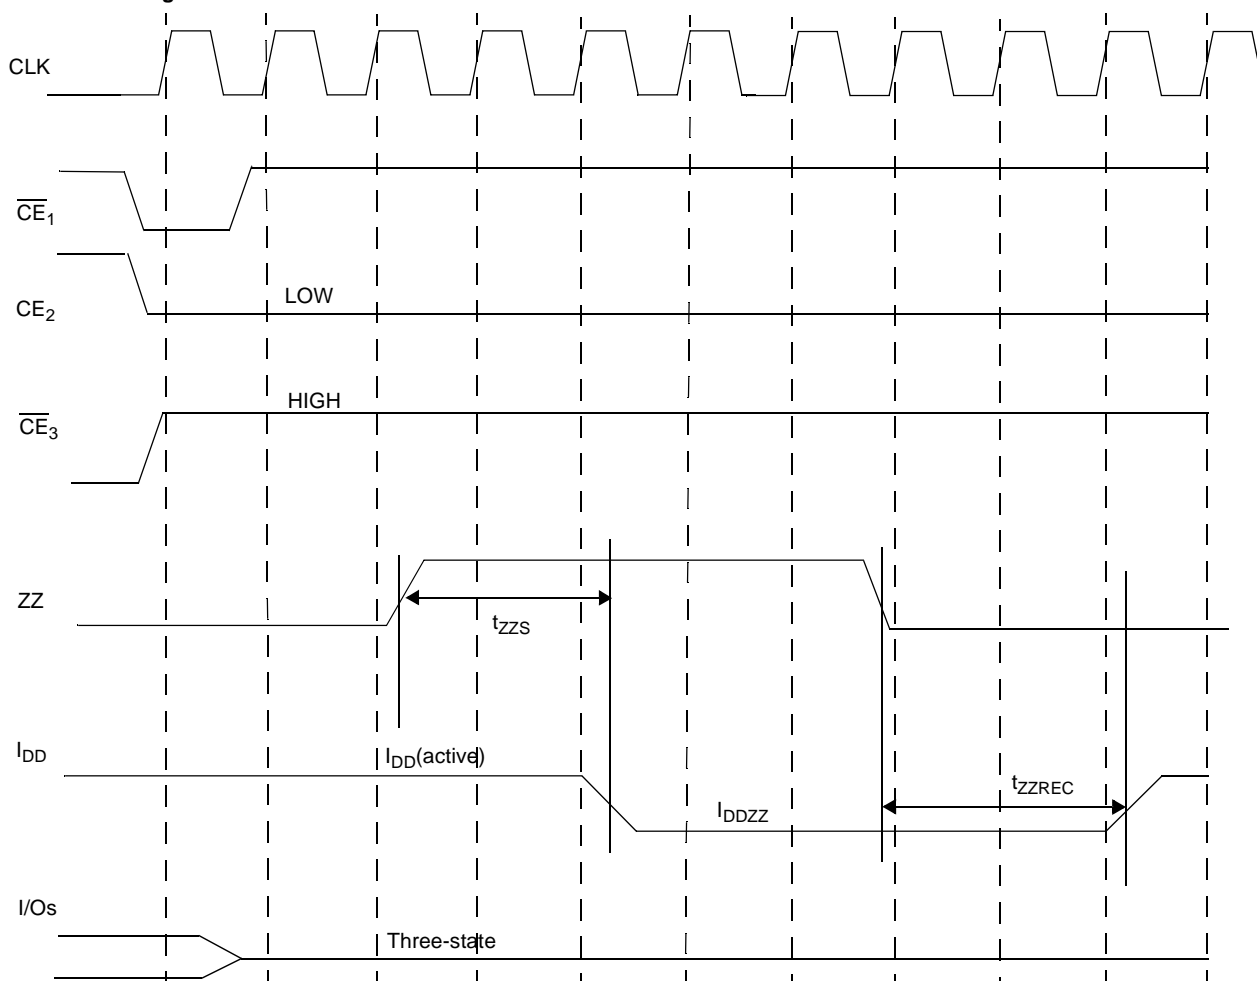 CLK
CE1
LOW
CE2
HIGH
CE3
ZZ
tZZS
IDD
IDD(active)
tZZREC
IDDZZ
I/Os
Three-state